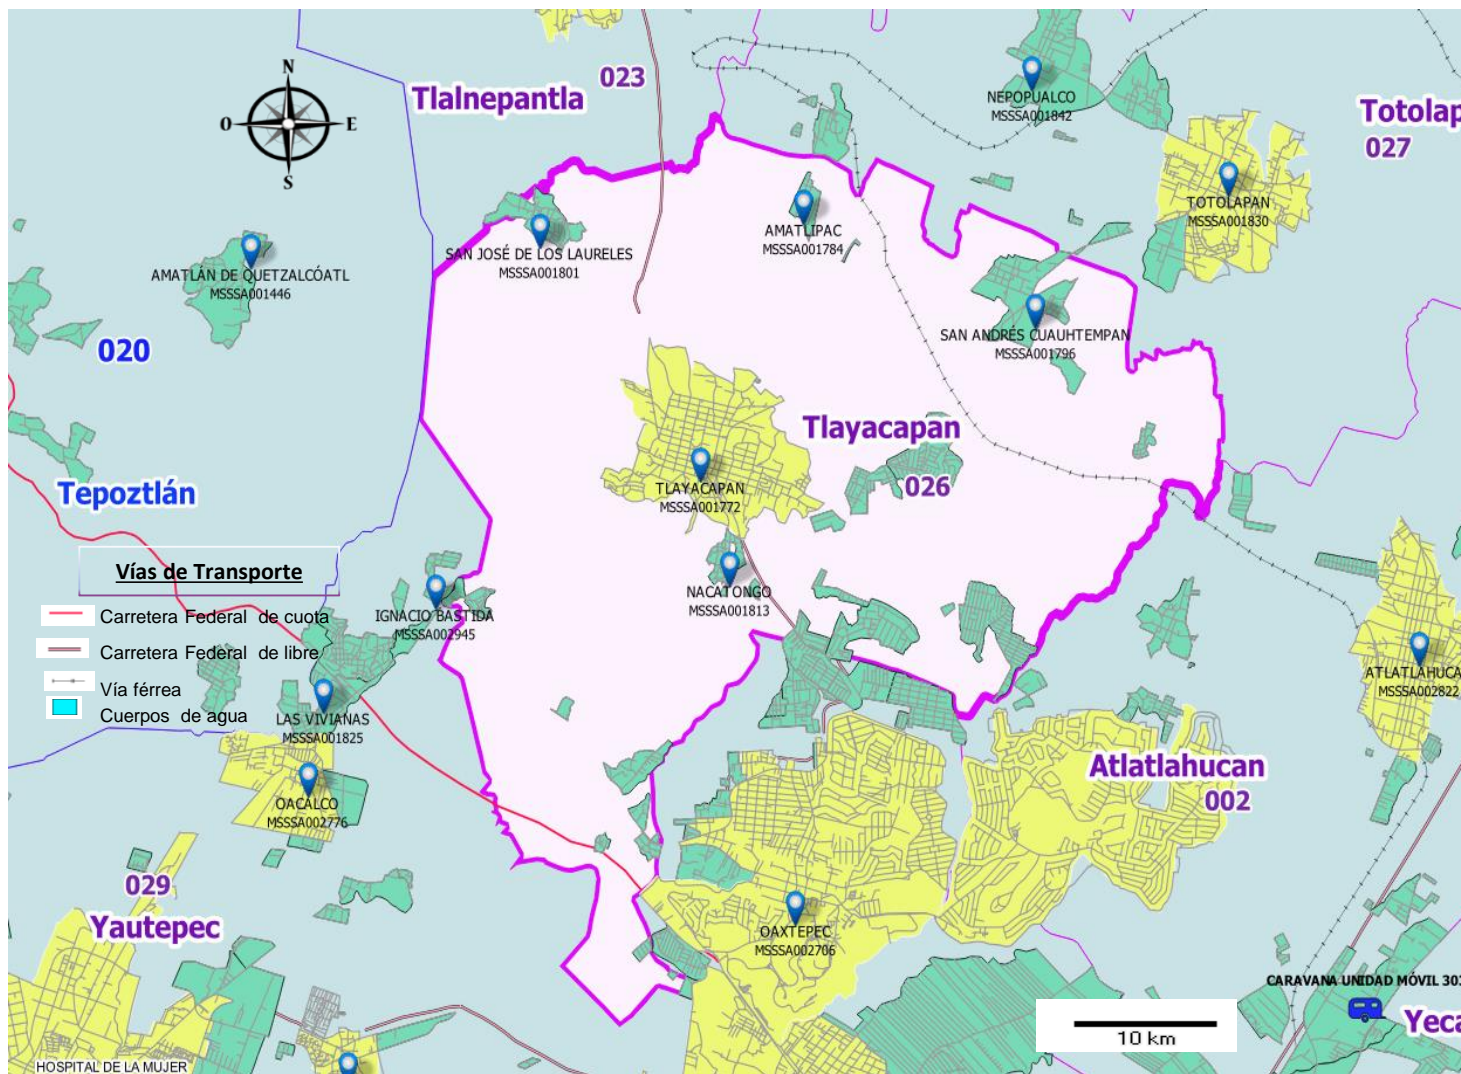 023
Tlalnepantla
NEPOPUALCO
MSSSA001842
Totolap
027
N
O
E
S
TOTOLAPAN
MSSSA001830
SAN JOSÉ DE LOS LAURELES
MSSSA001801
AMATLIPAC
MSSSA001784
AMATLÁN DE QUETZALCÓATL
MSSSA001446
SAN ANDRÉS CUAUHTEMPAN
MSSSA001796
020
Tlayacapan
026
TLAYACAPAN
MSSSA001772
Tepoztlán
Vías de Transporte
Carretera Federal de cuota
Carretera Federal de libre
Vía férrea
Cuerpos de agua
NACATONGO
MSSSA001813
IGNACIO BASTIDA
MSSSA002945
ATLATLAHUCA
MSSSA002822
LAS VIVIANAS
MSSSA001825
Atlatlahucan
002
OACALCO
MSSSA002776
029
Yautepec
OAXTEPEC
MSSSA002706
CARAVANA UNIDAD MÓVIL 303
Yeca
10 km
HOSPITAL DE LA MUJER